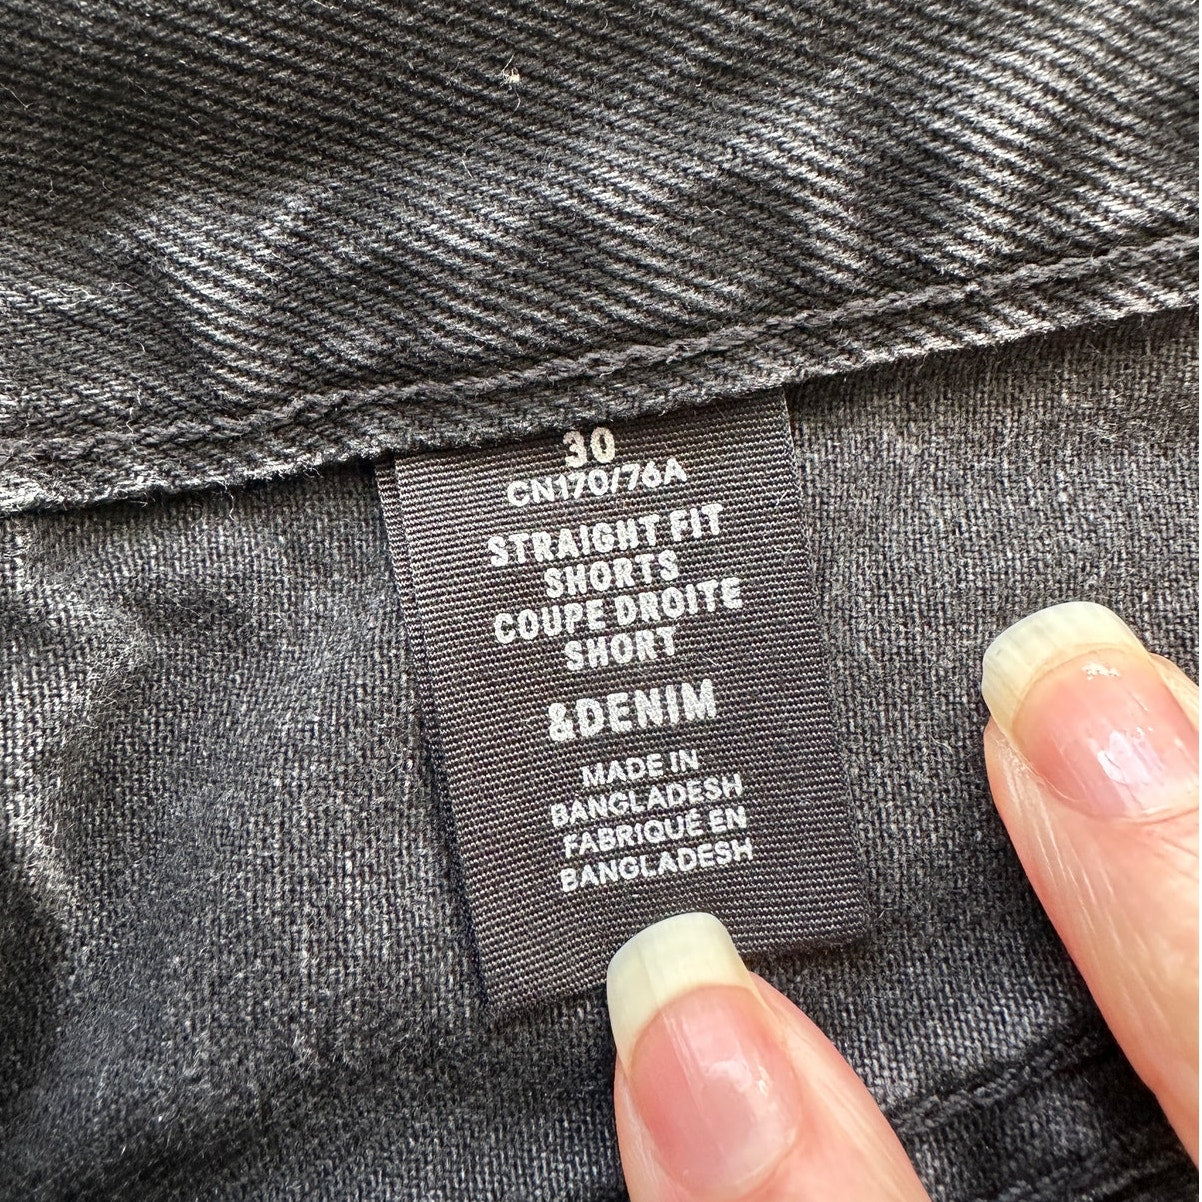 30
CN170/76A
STRAIGHT FIT
SHORTS
COUPE DROITE
SHORT
&DENIM
MADE IN
BANGLADESH
FABRIQUÉ EN
BANGLADESH